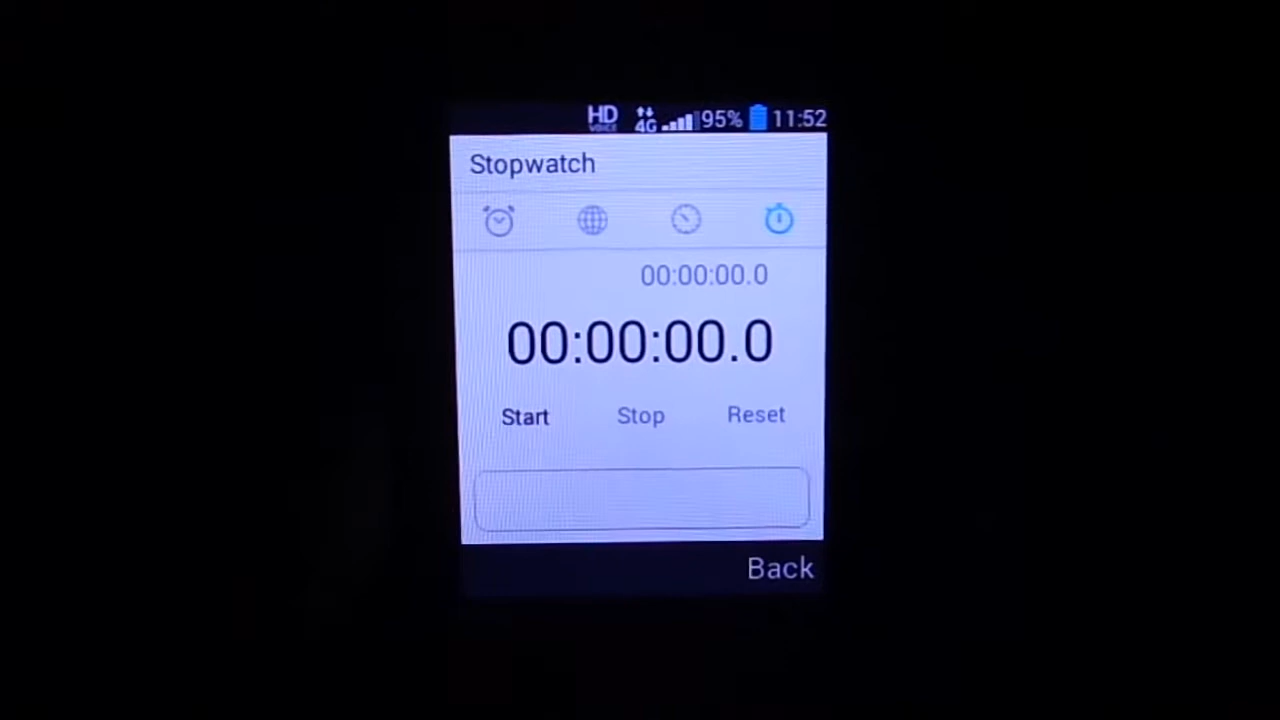 HD VOICE 4G 95% 11:52
Stopwatch
00:00:00.0
00:00:00.0
Start Stop Reset
Back